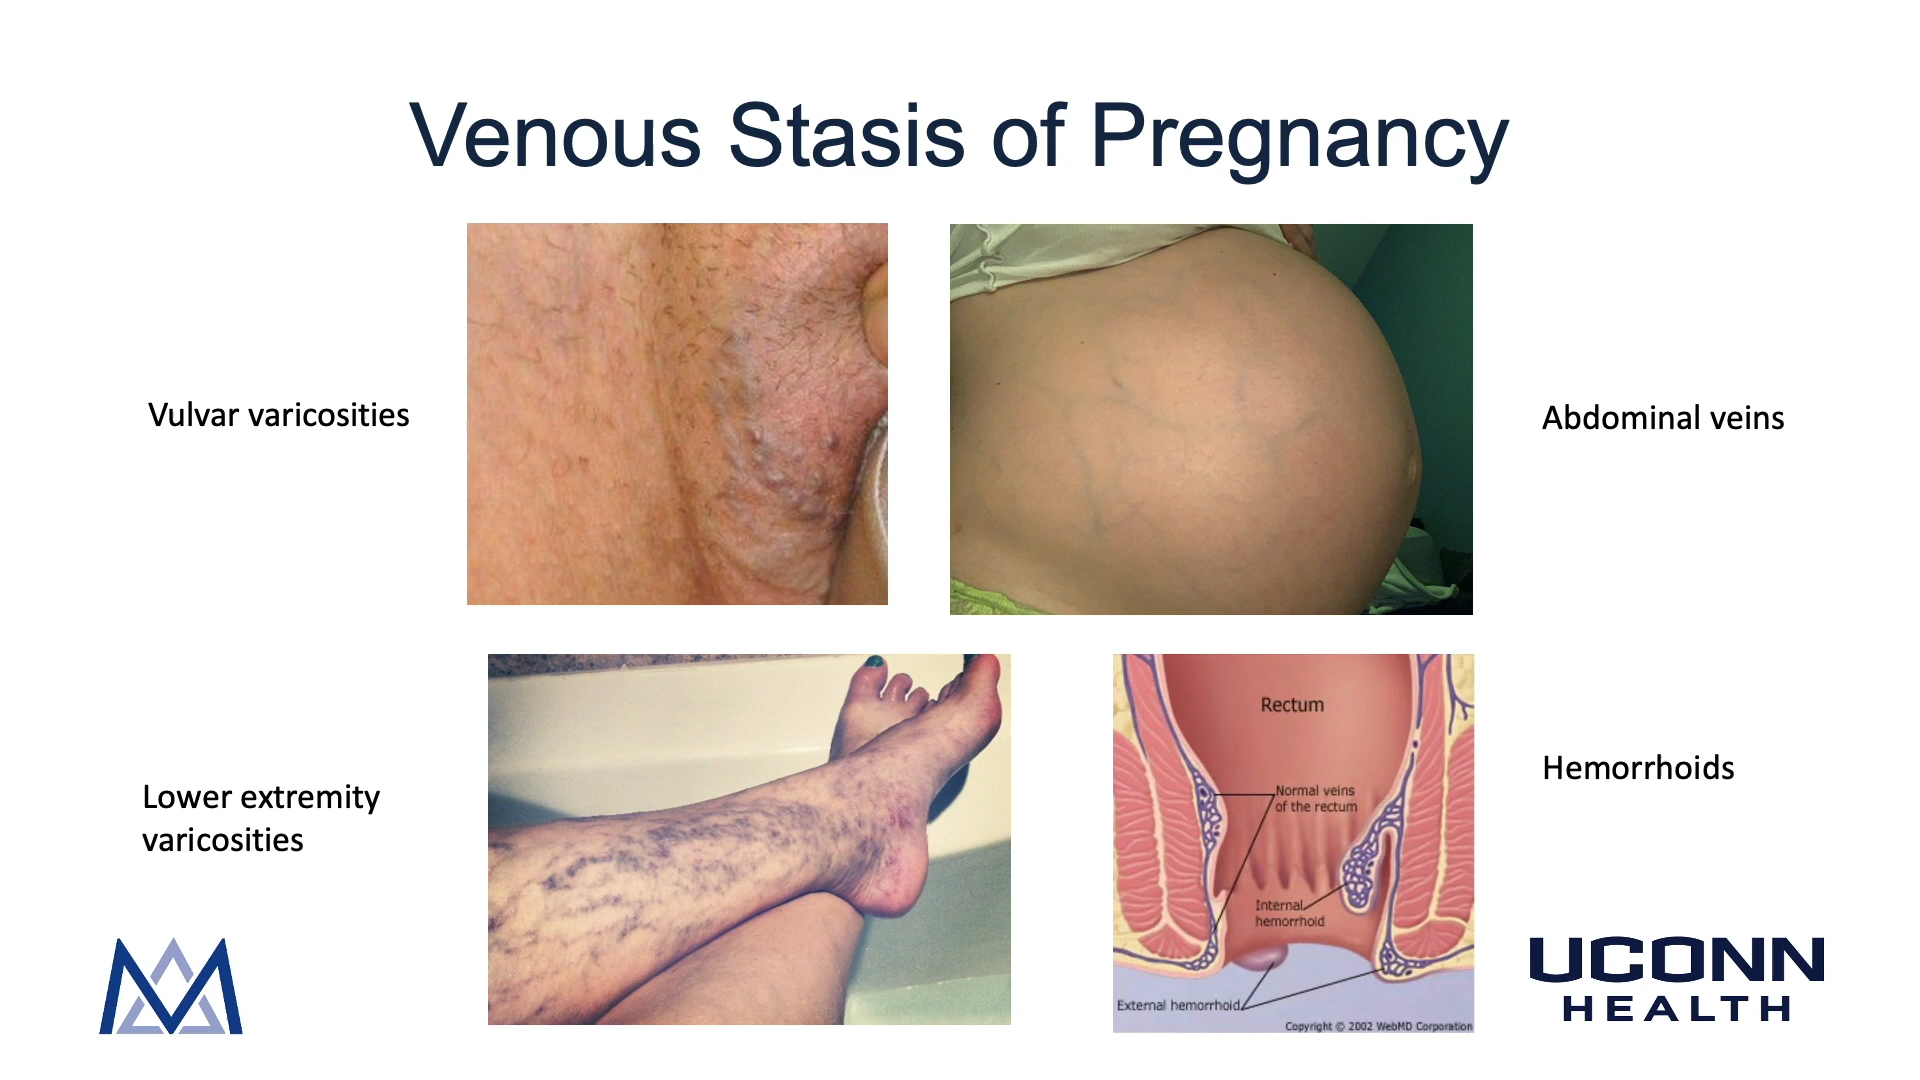 Venous Stasis of Pregnancy
Vulvar varicosities
Abdominal veins
Lower extremity
varicosities
Rectum
Normal veins
of the rectum
Internal
hemorrhoid
External hemorrhoid
Copyright © 2002 WebMD Corporation
Hemorrhoids
UCONN
HEALTH